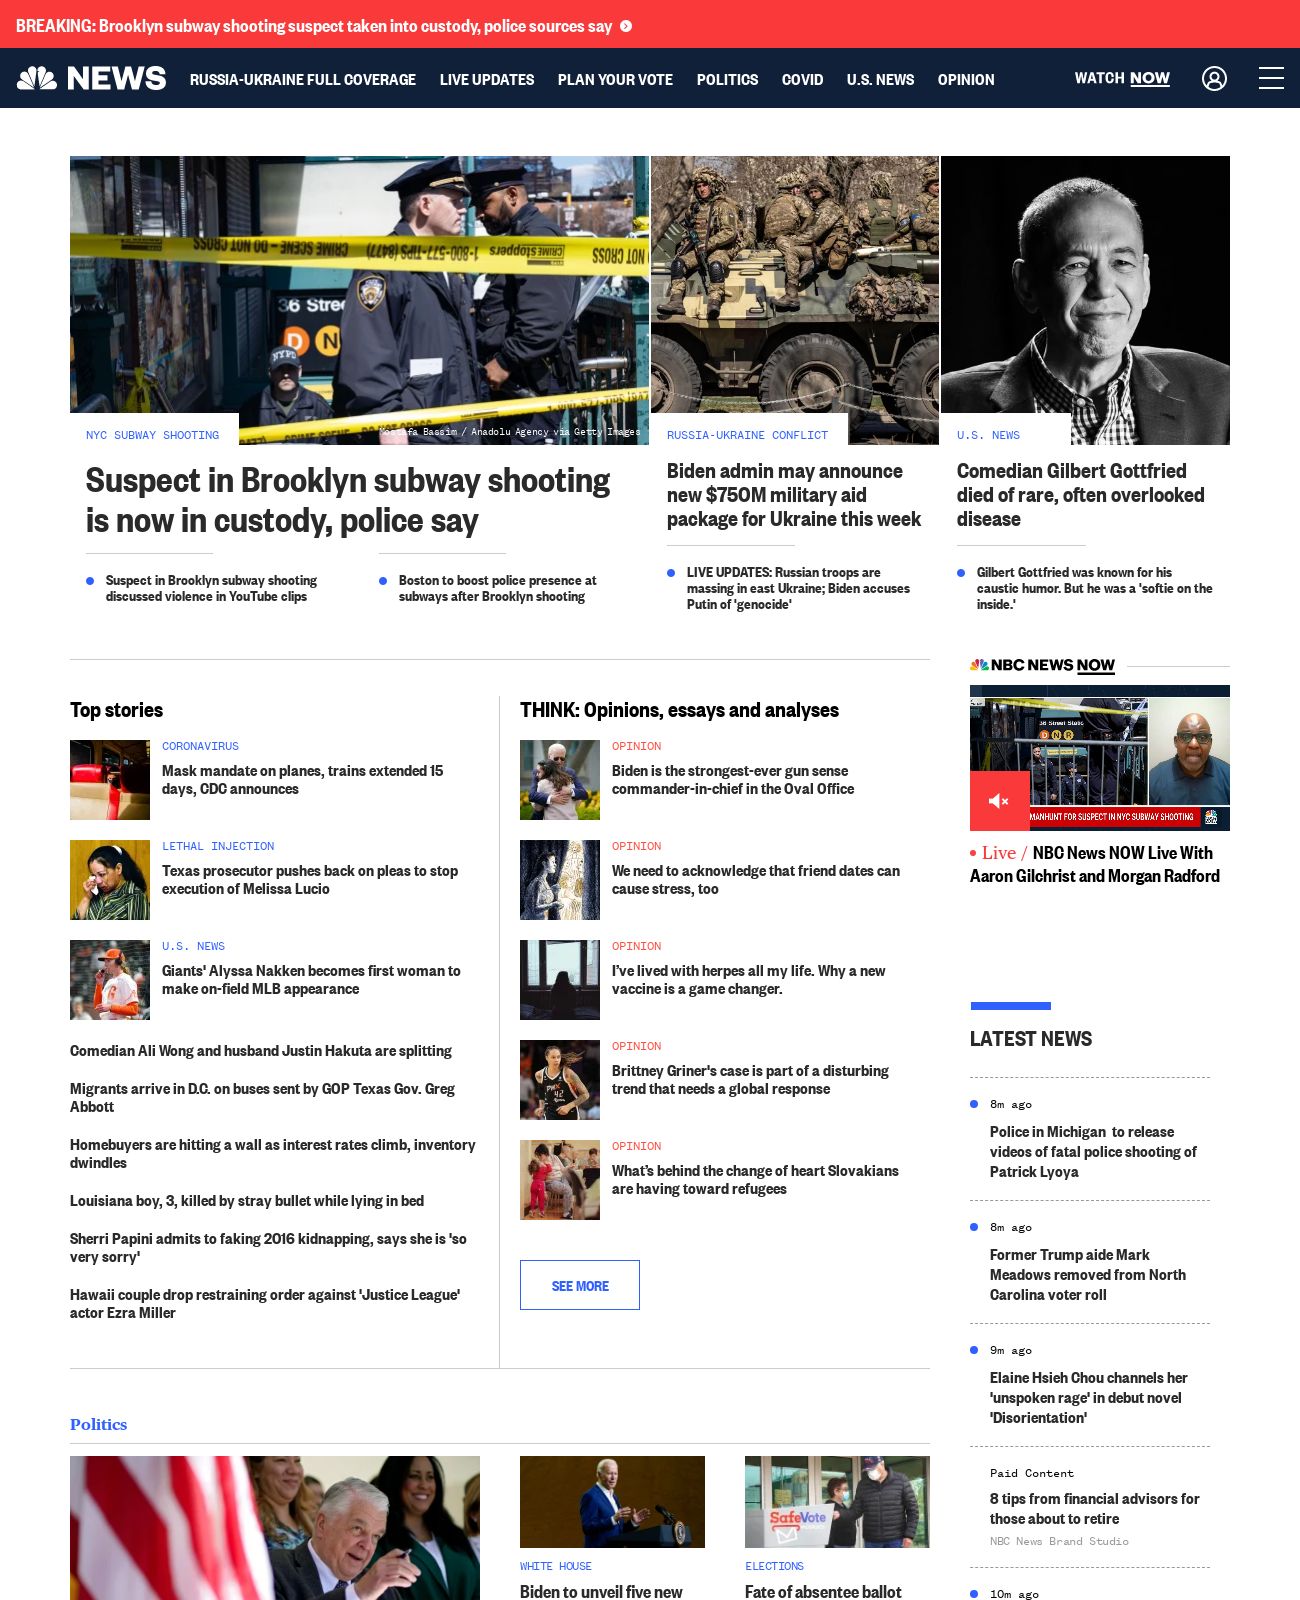 BREAKING: Brooklyn subway shooting suspect taken into custody, police sources say
NEWS
RUSSIA-UKRAINE FULL COVERAGE
LIVE UPDATES
PLAN YOUR VOTE
POLITICS
COVID
U.S. NEWS
OPINION
WATCH NOW
CROSS
CRIME SCENE – DO NOT CROSS
crimestoppers 1-800-577-TIPS (8477)
NOT CROSS
36 Street
D N
NYPD
Mostafa Bassim / Anadolu Agency via Getty Images
NYC SUBWAY SHOOTING
Suspect in Brooklyn subway shooting
is now in custody, police say
Suspect in Brooklyn subway shooting
discussed violence in YouTube clips
Boston to boost police presence at
subways after Brooklyn shooting
RUSSIA-UKRAINE CONFLICT
Biden admin may announce
new $750M military aid
package for Ukraine this week
LIVE UPDATES: Russian troops are
massing in east Ukraine; Biden accuses
Putin of 'genocide'
U.S. NEWS
Comedian Gilbert Gottfried
died of rare, often overlooked
disease
Gilbert Gottfried was known for his
caustic humor. But he was a 'softie on the
inside.'
Top stories
CORONAVIRUS
Mask mandate on planes, trains extended 15
days, CDC announces
LETHAL INJECTION
Texas prosecutor pushes back on pleas to stop
execution of Melissa Lucio
U.S. NEWS
Giants' Alyssa Nakken becomes first woman to
make on-field MLB appearance
Comedian Ali Wong and husband Justin Hakuta are splitting
Migrants arrive in D.C. on buses sent by GOP Texas Gov. Greg
Abbott
Homebuyers are hitting a wall as interest rates climb, inventory
dwindles
Louisiana boy, 3, killed by stray bullet while lying in bed
Sherri Papini admits to faking 2016 kidnapping, says she is 'so
very sorry'
Hawaii couple drop restraining order against 'Justice League'
actor Ezra Miller
THINK: Opinions, essays and analyses
OPINION
Biden is the strongest-ever gun sense
commander-in-chief in the Oval Office
OPINION
We need to acknowledge that friend dates can
cause stress, too
OPINION
I’ve lived with herpes all my life. Why a new
vaccine is a game changer.
OPINION
Brittney Griner's case is part of a disturbing
trend that needs a global response
42
OPINION
What’s behind the change of heart Slovakians
are having toward refugees
SEE MORE
NBC NEWS NOW
36 Street Static
D N R
MANHUNT FOR SUSPECT IN NYC SUBWAY SHOOTING
Live / NBC News NOW Live With
Aaron Gilchrist and Morgan Radford
LATEST NEWS
8m ago
Police in Michigan to release
videos of fatal police shooting of
Patrick Lyoya
8m ago
Former Trump aide Mark
Meadows removed from North
Carolina voter roll
9m ago
Elaine Hsieh Chou channels her
'unspoken rage' in debut novel
'Disorientation'
Paid Content
8 tips from financial advisors for
those about to retire
NBC News Brand Studio
10m ago
Politics
WHITE HOUSE
Biden to unveil five new
SafeVote
ELECTIONS
Fate of absentee ballot